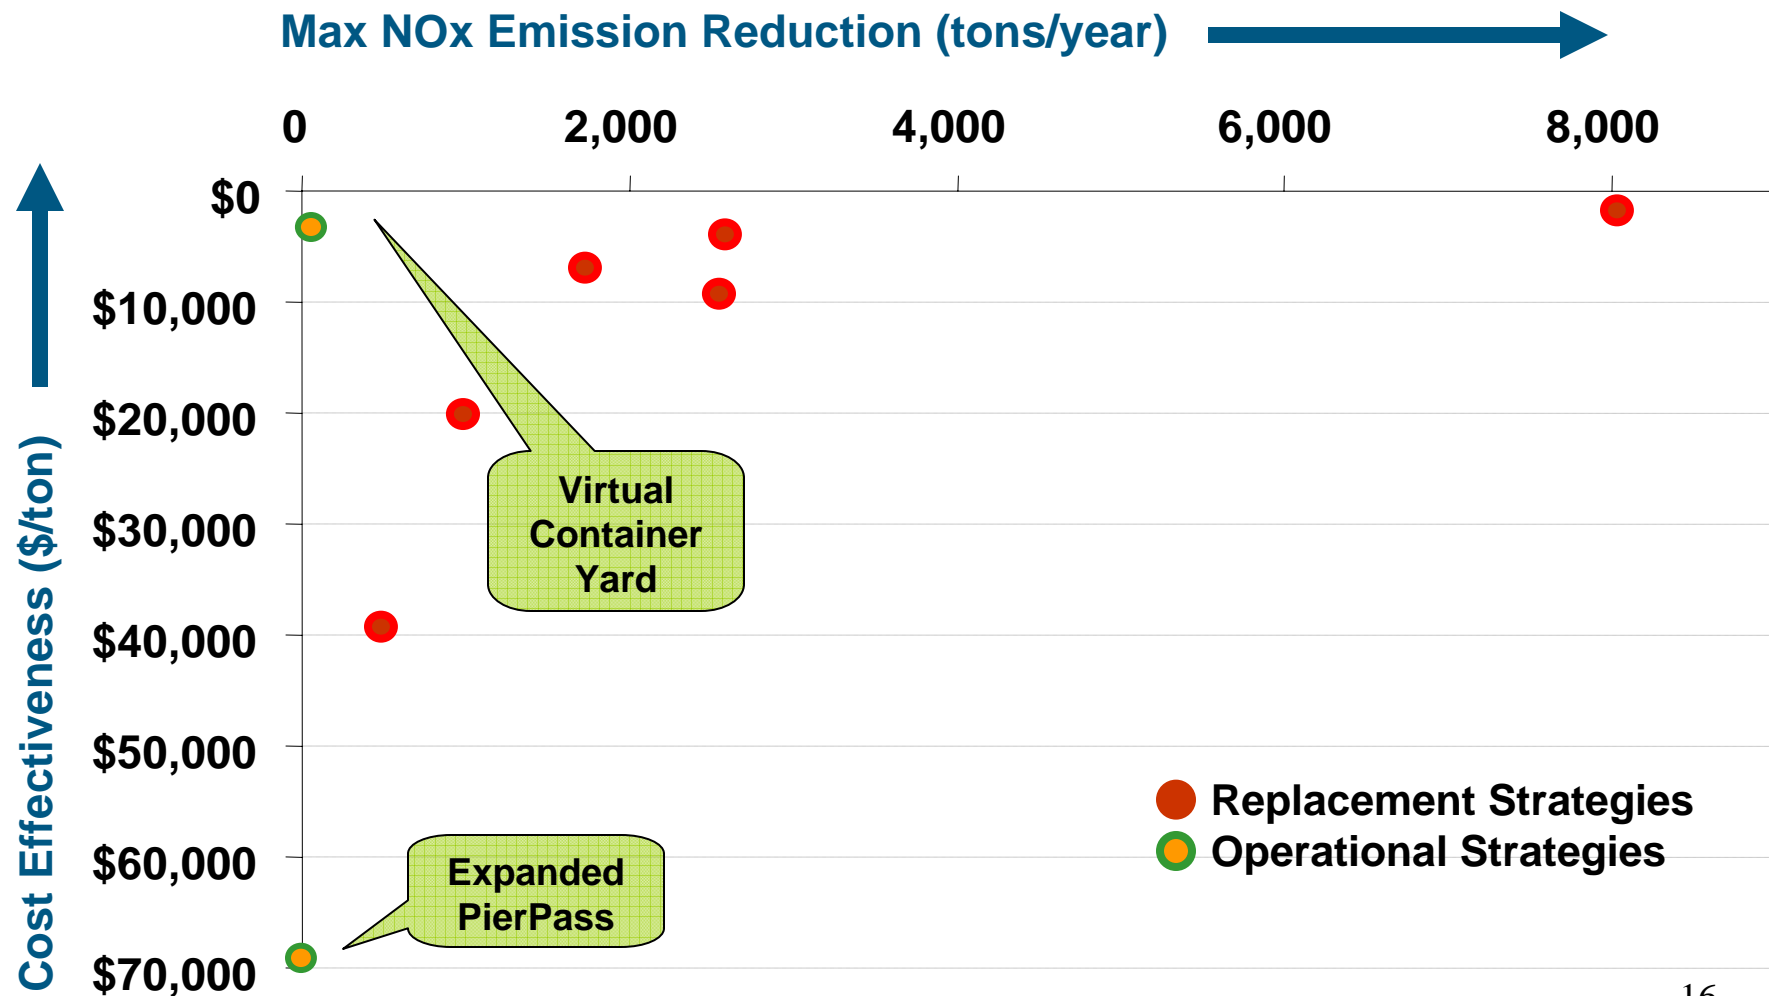 Max NOx Emission Reduction (tons/year)
0 2,000 4,000 6,000 8,000
Cost Effectiveness ($/ton)
$0
$10,000
$20,000
$30,000
$40,000
$50,000
$60,000
$70,000
Virtual
Container
Yard
Expanded
PierPass
Replacement Strategies
Operational Strategies
16